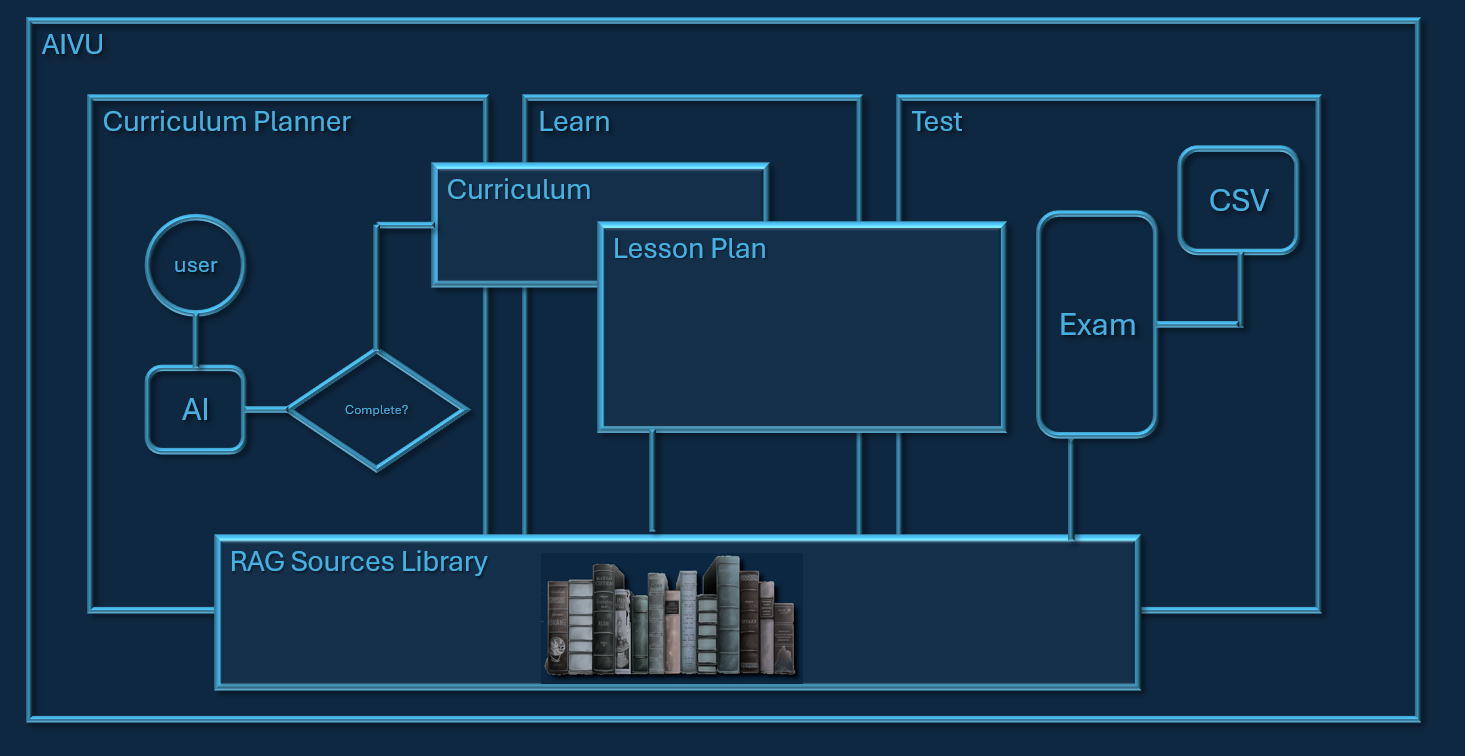 AIVU
Curriculum Planner
Learn
Test
Curriculum
CSV
Lesson Plan
user
Exam
AI
Complete?
RAG Sources Library